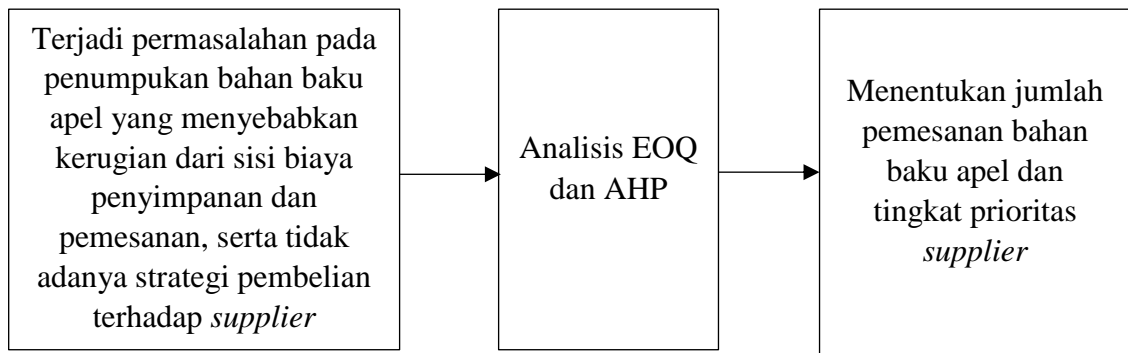 Terjadi permasalahan pada
penumpukan bahan baku
apel yang menyebabkan
kerugian dari sisi biaya
penyimpanan dan
pemesanan, serta tidak
adanya strategi pembelian
terhadap supplier
Analisis EOQ
dan AHP
Menentukan jumlah
pemesanan bahan
baku apel dan
tingkat prioritas
supplier